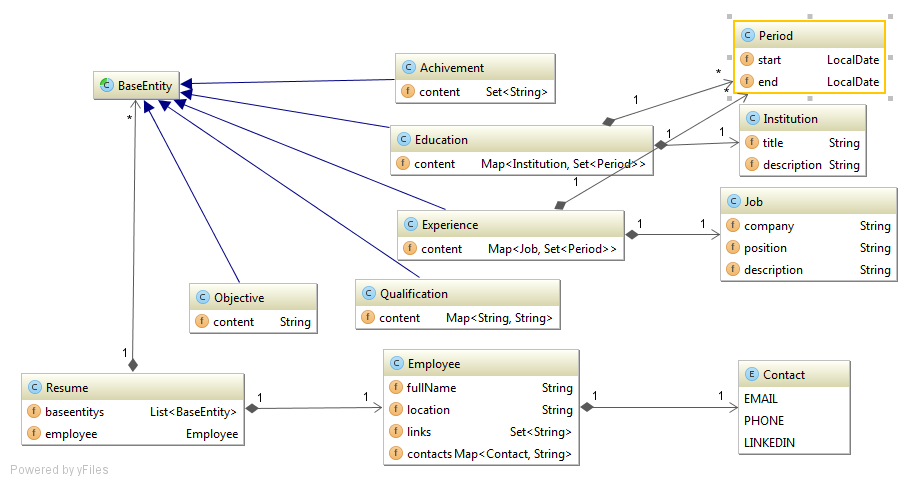 Period
start LocalDate
end LocalDate
BaseEntity
Achivement
content Set<String>
*
*
1
Education
content Map<Institution, Set<Period>>
1
1
Institution
title String
description String
*
1
Experience
content Map<Job, Set<Period>>
1
1
Job
company String
position String
description String
Objective
content String
Qualification
content Map<String, String>
1
Resume
baseentitys List<BaseEntity>
employee Employee
1
1
Employee
fullName String
location String
links Set<String>
contacts Map<Contact, String>
1
1
Contact
EMAIL
PHONE
LINKEDIN
Powered by yFiles